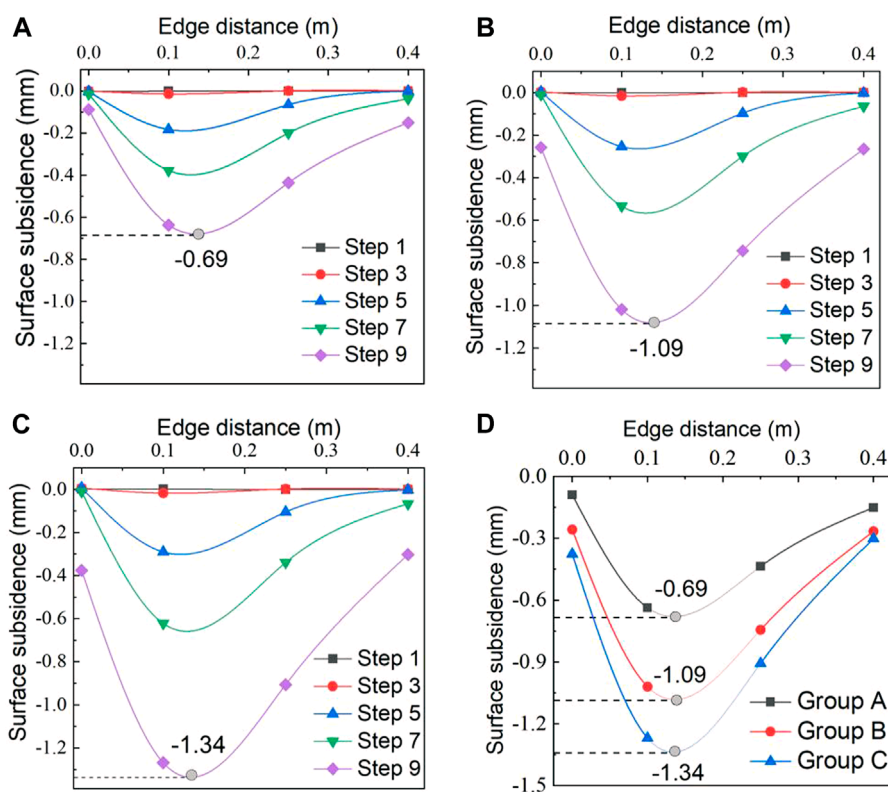 A
Edge distance (m)
0.0 0.1 0.2 0.3 0.4
Surface subsidence (mm)
0.0
-0.2
-0.4
-0.6
-0.8
-1.0
-1.2
-0.69
Step 1
Step 3
Step 5
Step 7
Step 9
B
Edge distance (m)
0.0 0.1 0.2 0.3 0.4
Surface subsidence (mm)
0.0
-0.2
-0.4
-0.6
-0.8
-1.0
-1.2
-1.09
Step 1
Step 3
Step 5
Step 7
Step 9
C
Edge distance (m)
0.0 0.1 0.2 0.3 0.4
Surface subsidence (mm)
0.0
-0.2
-0.4
-0.6
-0.8
-1.0
-1.2
-1.34
Step 1
Step 3
Step 5
Step 7
Step 9
D
Edge distance (m)
0.0 0.1 0.2 0.3 0.4
Surface subsidence (mm)
0.0
-0.3
-0.6
-0.9
-1.2
-1.5
-0.69
-1.09
-1.34
Group A
Group B
Group C